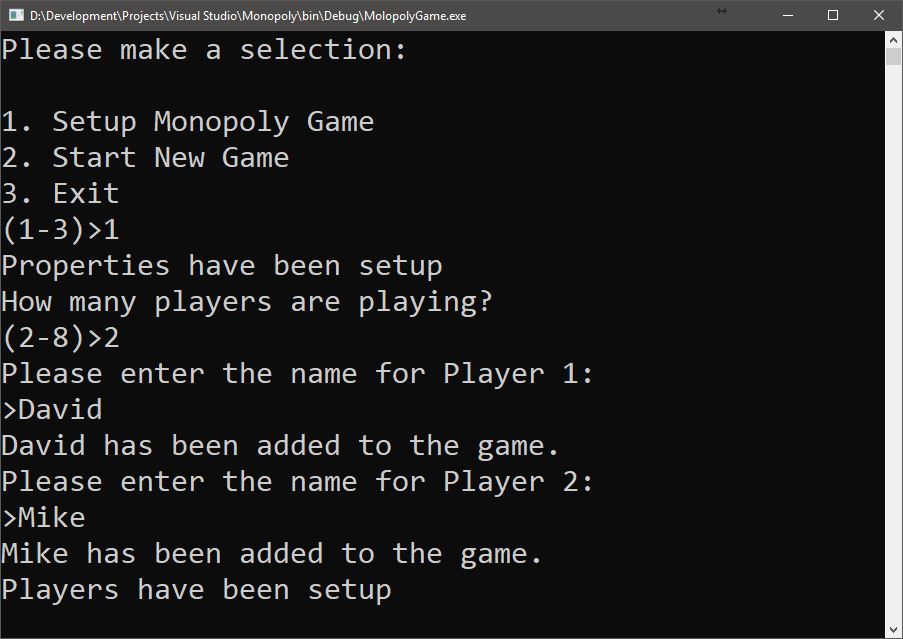 D:\Development\Projects\Visual Studio\Monopoly\bin\Debug\MolopolyGame.exe
Please make a selection:
1. Setup Monopoly Game
2. Start New Game
3. Exit
(1-3)>1
Properties have been setup
How many players are playing?
(2-8)>2
Please enter the name for Player 1:
>David
David has been added to the game.
Please enter the name for Player 2:
>Mike
Mike has been added to the game.
Players have been setup